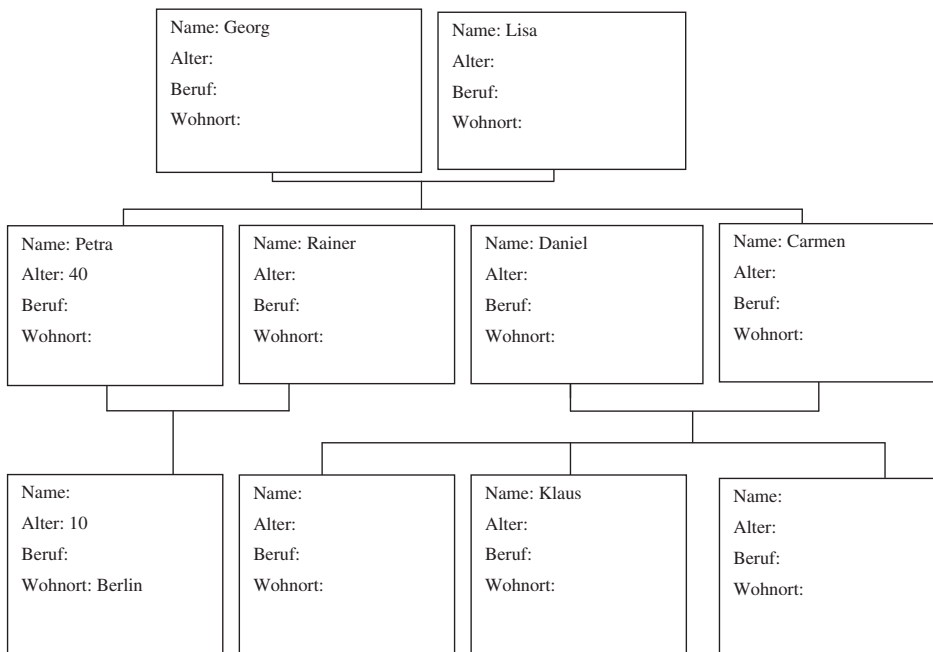 Name: Georg
Alter:
Beruf:
Wohnort:
Name: Lisa
Alter:
Beruf:
Wohnort:
Name: Petra
Alter: 40
Beruf:
Wohnort:
Name: Rainer
Alter:
Beruf:
Wohnort:
Name: Daniel
Alter:
Beruf:
Wohnort:
Name: Carmen
Alter:
Beruf:
Wohnort:
Name:
Alter: 10
Beruf:
Wohnort: Berlin
Name:
Alter:
Beruf:
Wohnort:
Name: Klaus
Alter:
Beruf:
Wohnort:
Name:
Alter:
Beruf:
Wohnort: